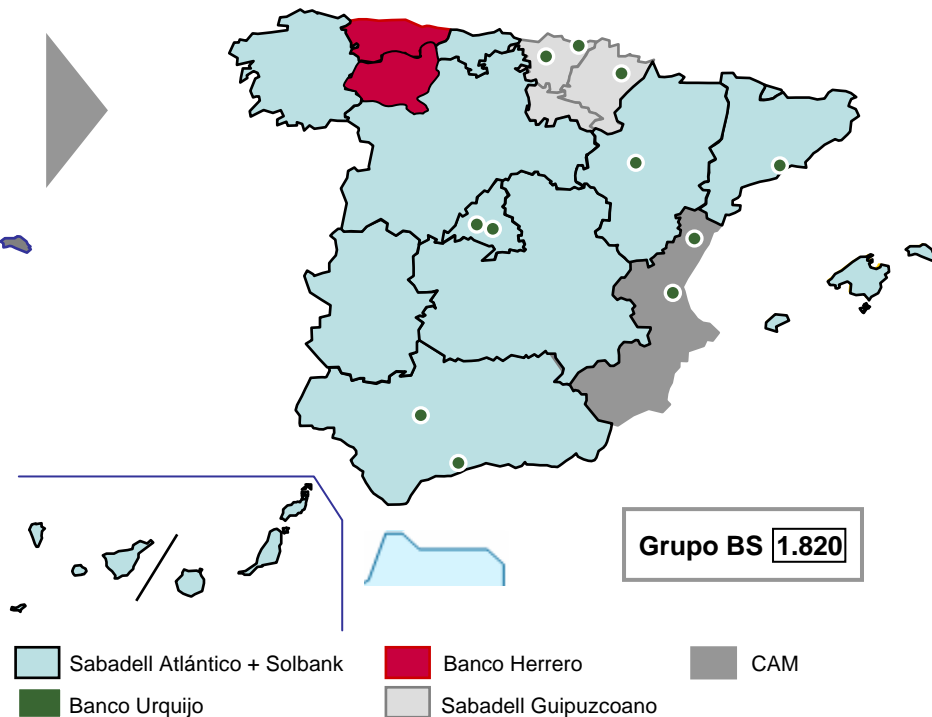 Grupo BS 1.820
Sabadell Atlántico + Solbank
Banco Herrero
CAM
Banco Urquijo
Sabadell Guipuzcoano